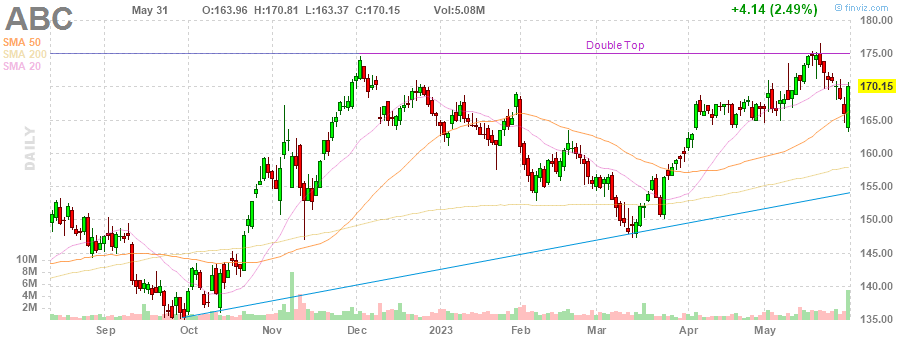 ABC
May 31 O:163.96 H:170.81 L:163.37 C:170.15 Vol:5.08M +4.14 (2.49%)
© finviz.com
SMA 50
SMA 200
SMA 20
Double Top
DAILY
180.00
175.00
170.15
165.00
160.00
155.00
150.00
145.00
140.00
135.00
10M
8M
6M
4M
2M
Sep Oct Nov Dec 2023 Feb Mar Apr May